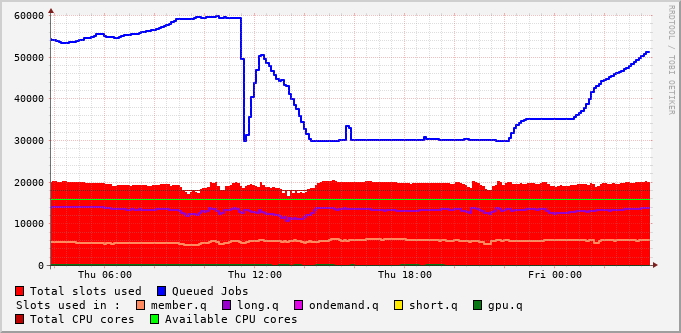 RRDTOOL / TOBI OETIKER
60000
50000
40000
30000
20000
10000
0
Thu 06:00 Thu 12:00 Thu 18:00 Fri 00:00
Total slots used Queued Jobs
Slots used in : member.q long.q ondemand.q short.q gpu.q
Total CPU cores Available CPU cores